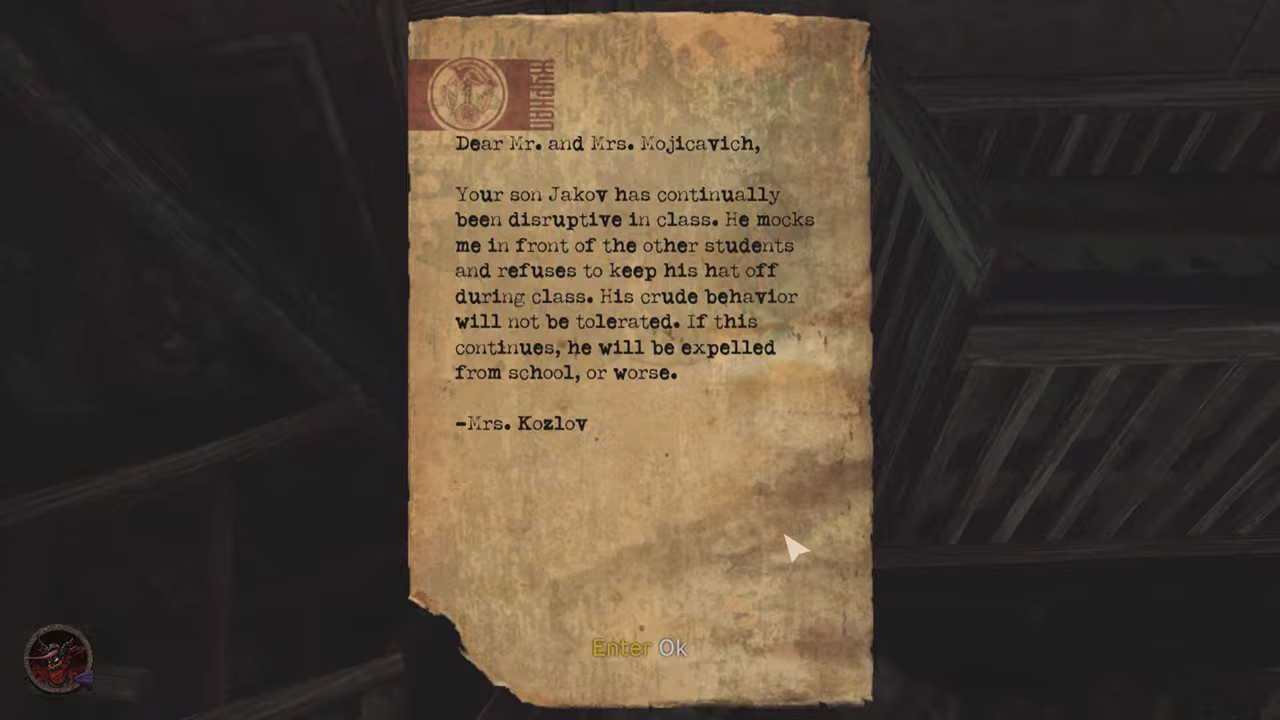 Dear Mr. and Mrs. Mojicavich,
Your son Jakov has continually
been disruptive in class. He mocks
me in front of the other students
and refuses to keep his hat off
during class. His crude behavior
will not be tolerated. If this
continues, he will be expelled
from school, or worse.
-Mrs. Kozlov
Enter Ok